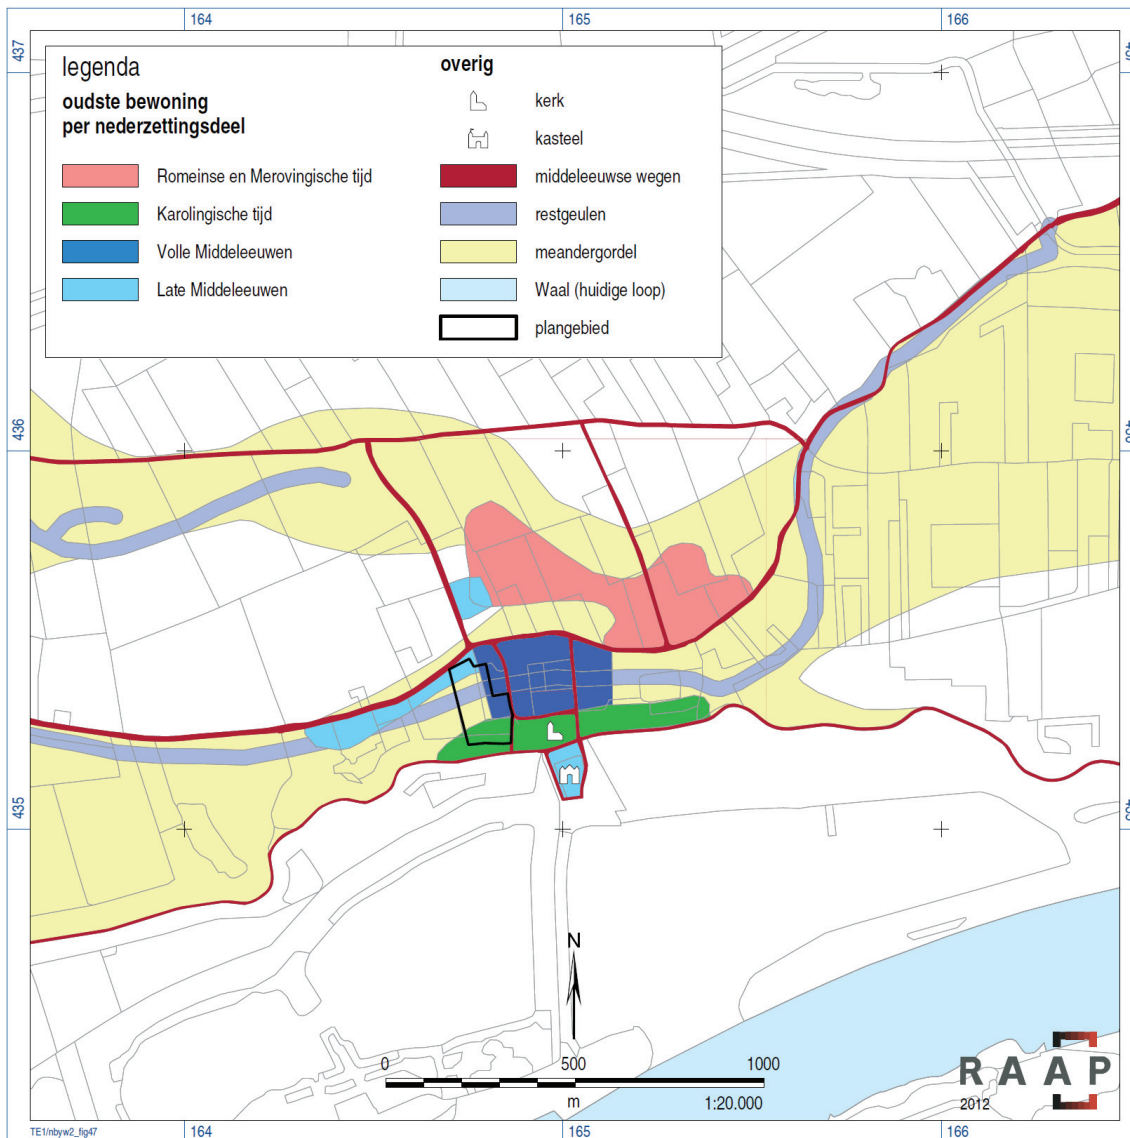 164
165
166
437
legenda
oudste bewoning
per nederzettingsdeel
Romeinse en Merovingische tijd
Karolingische tijd
Volle Middeleeuwen
Late Middeleeuwen
overig
kerk
kasteel
middeleeuwse wegen
restgeulen
meandergordel
Waal (huidige loop)
plangebied
436
435
N
0
500
1000
m
1:20.000
RAAP
2012
TE1/nbyw2_fig47
164
165
166